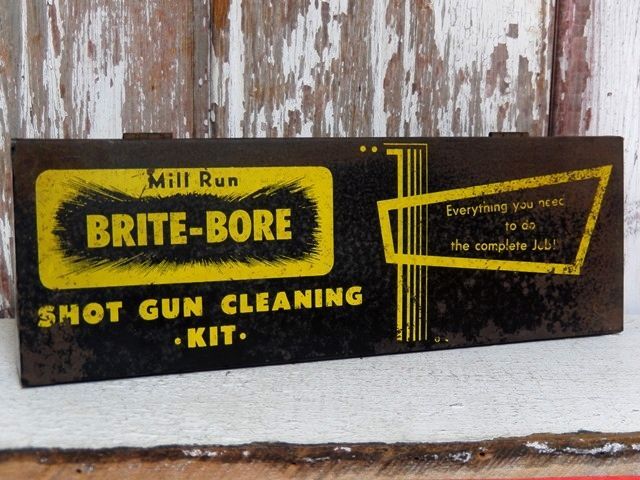 Mill Run
BRITE-BORE
SHOT GUN CLEANING
·KIT·
Everything you need
to do
the complete Job!